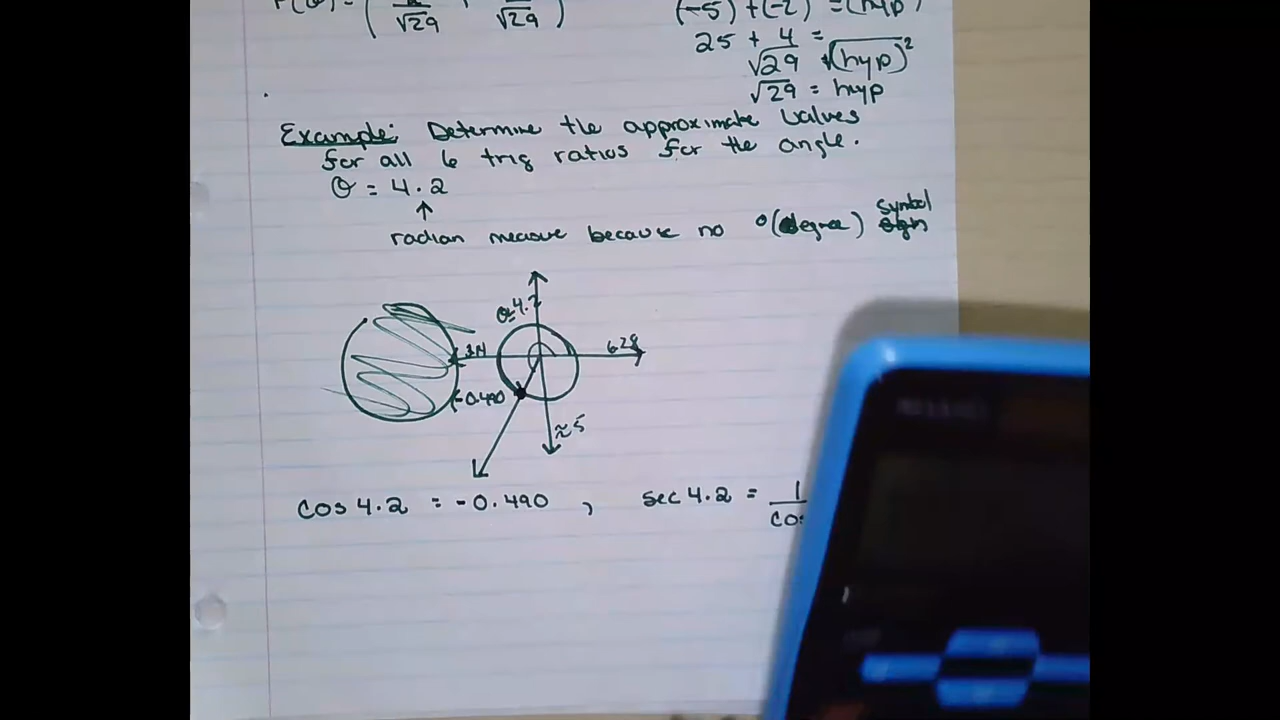 √29 √29 (-5) + (-2) = (hyp)
25 + 4 =
√29 √(hyp)²
√29 = hyp
Example: Determine the approximate values
for all 6 trig ratios for the angle.
θ = 4.2
radian measure because no °(degree) symbol
θ=4.2
3.14 6.28
(-0.490
≈5
cos 4.2 = -0.490 , sec 4.2 = 1
cos